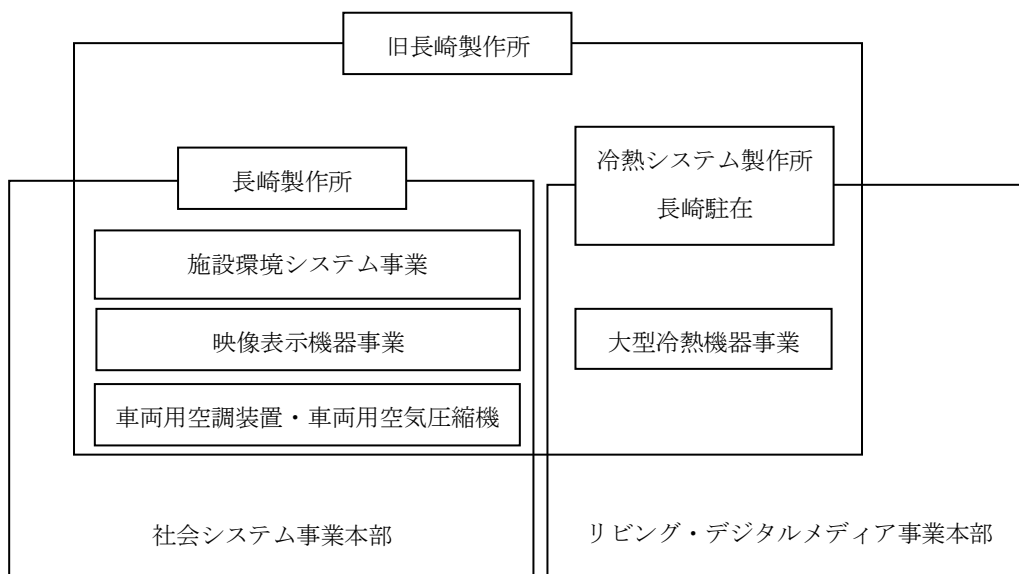 旧長崎製作所
長崎製作所
施設環境システム事業
映像表示機器事業
車両用空調装置・車両用空気圧縮機
社会システム事業本部
冷熱システム製作所
長崎駐在
大型冷熱機器事業
リビング・デジタルメディア事業本部